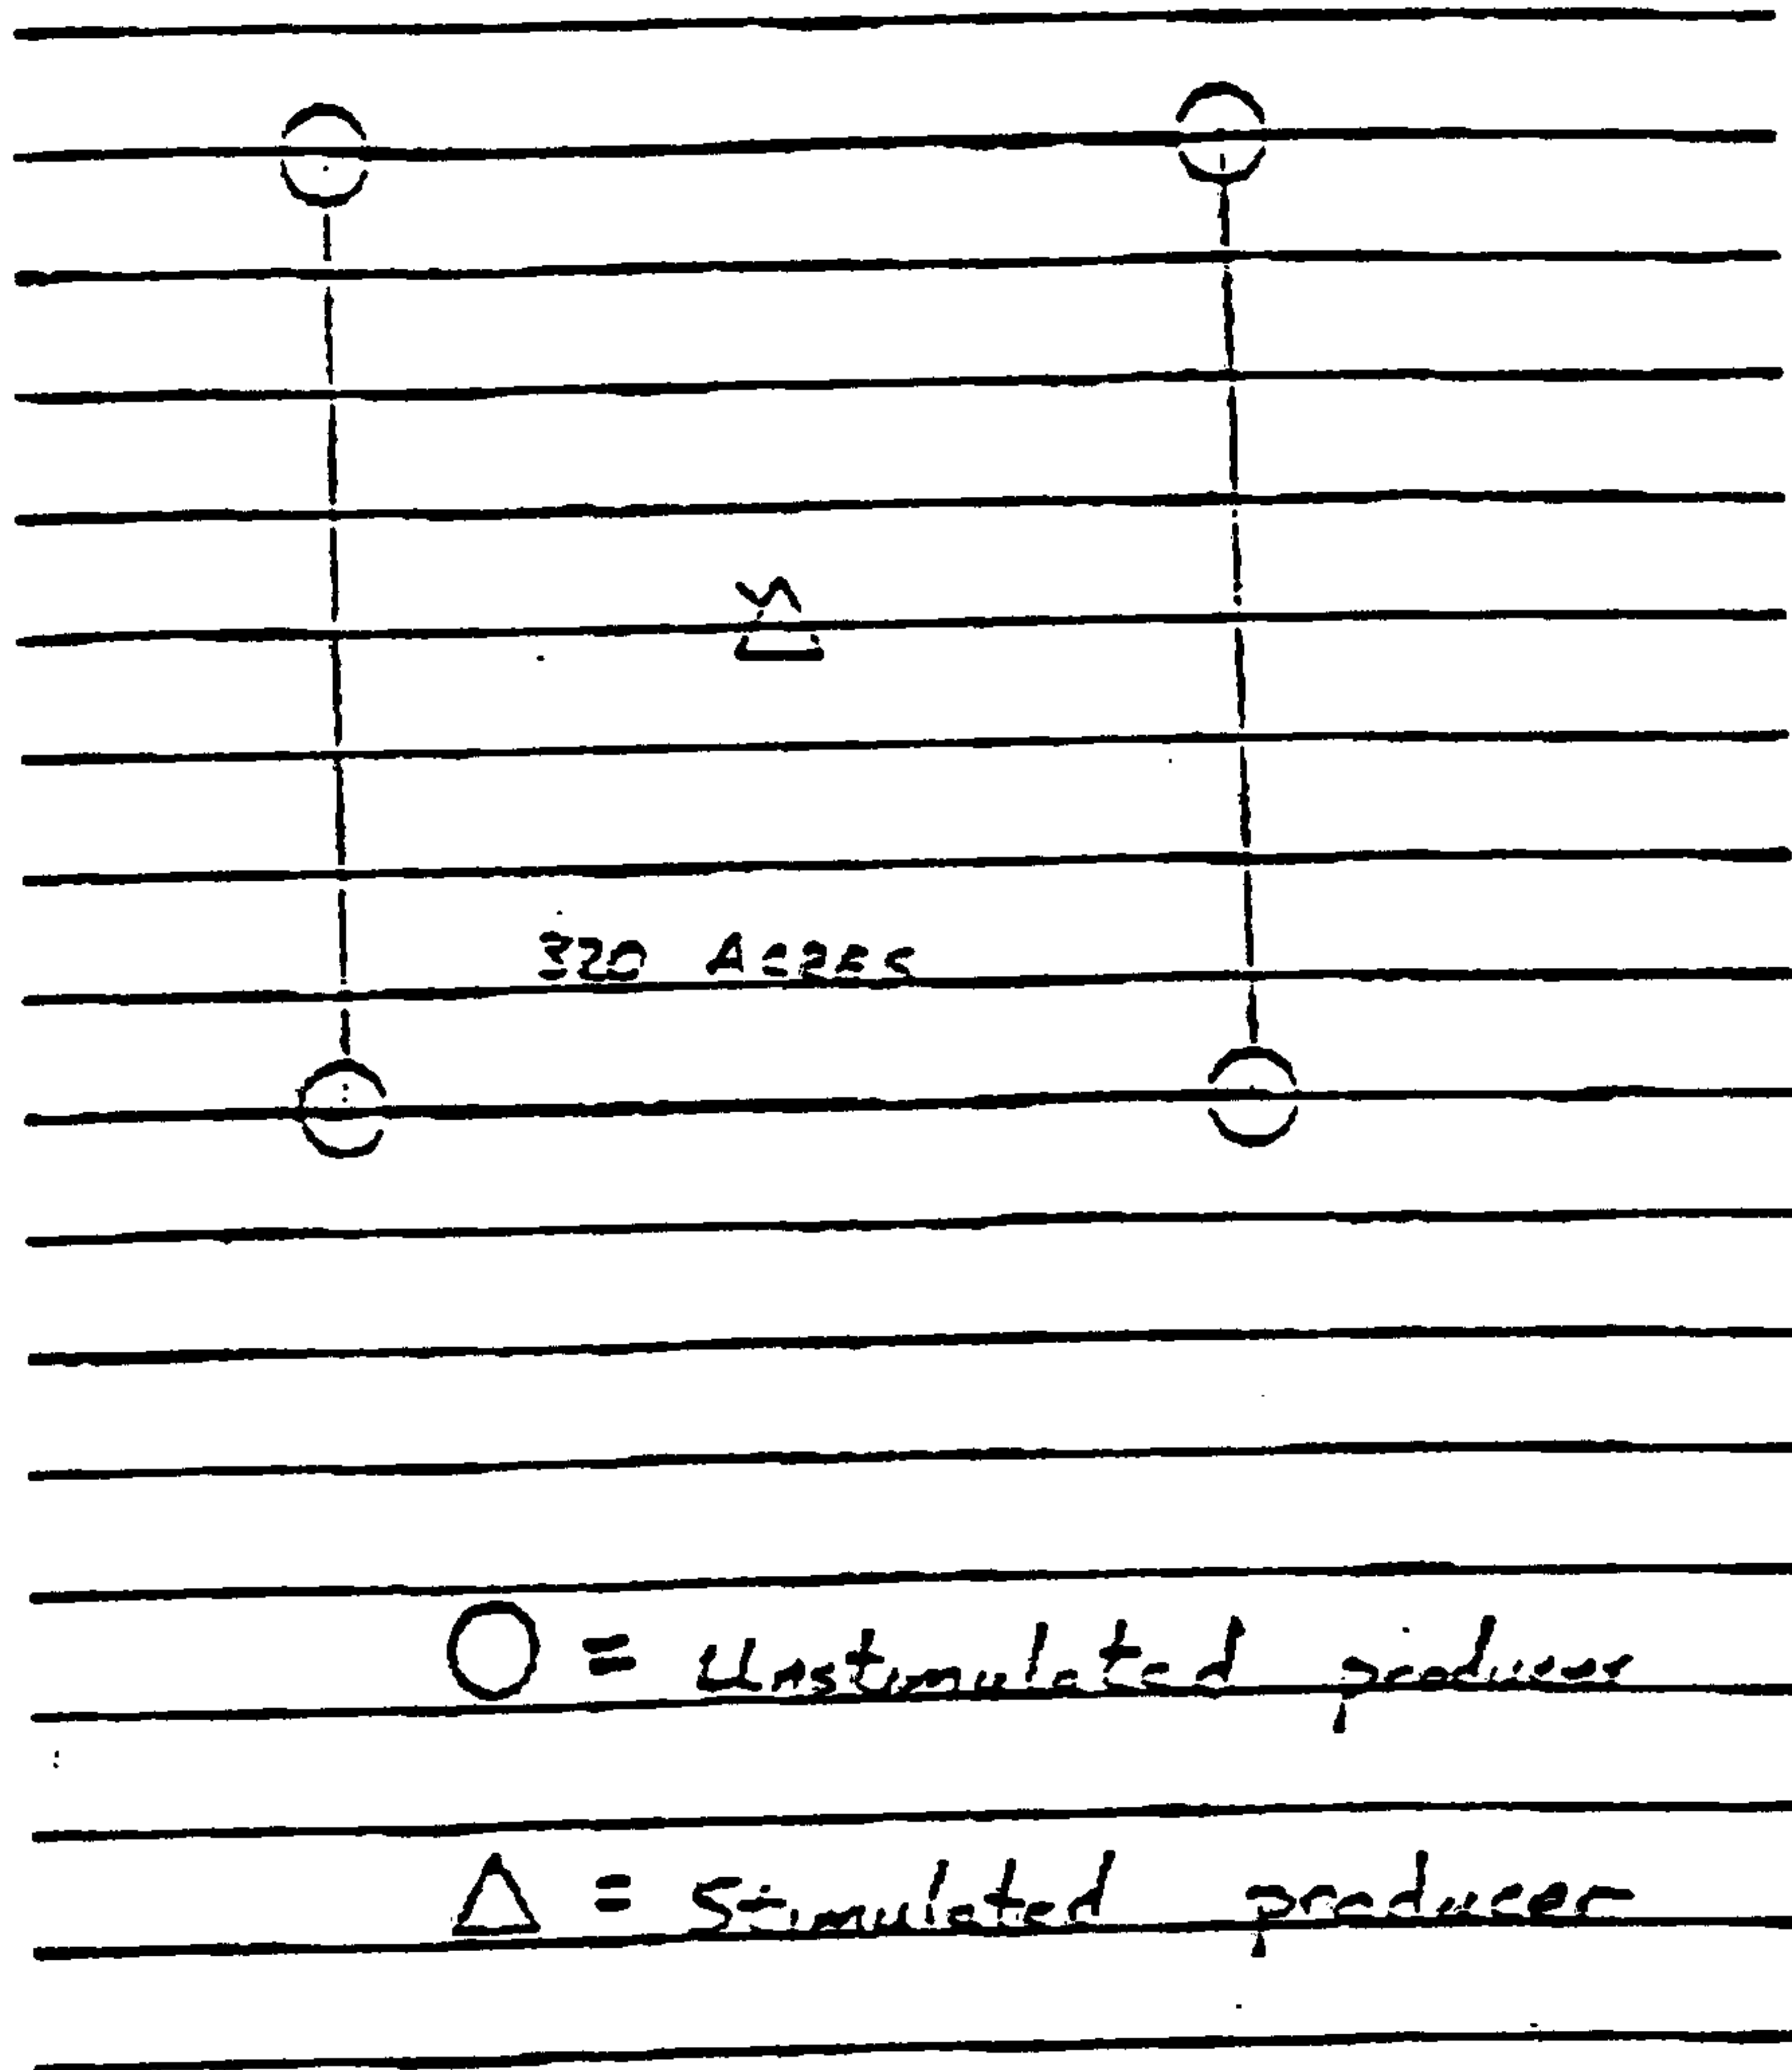 320 ACRES
O = Unstimulated producer
Δ = Stimulated producer